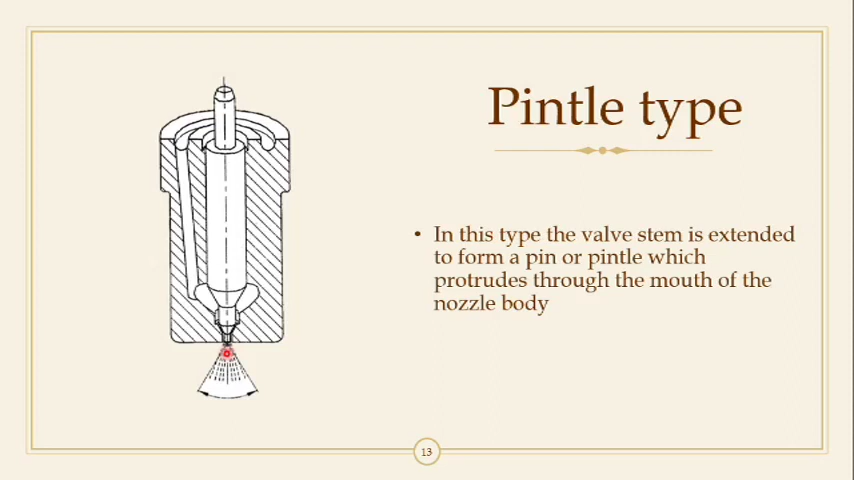 Pintle type
• In this type the valve stem is extended
to form a pin or pintle which
protrudes through the mouth of the
nozzle body
13